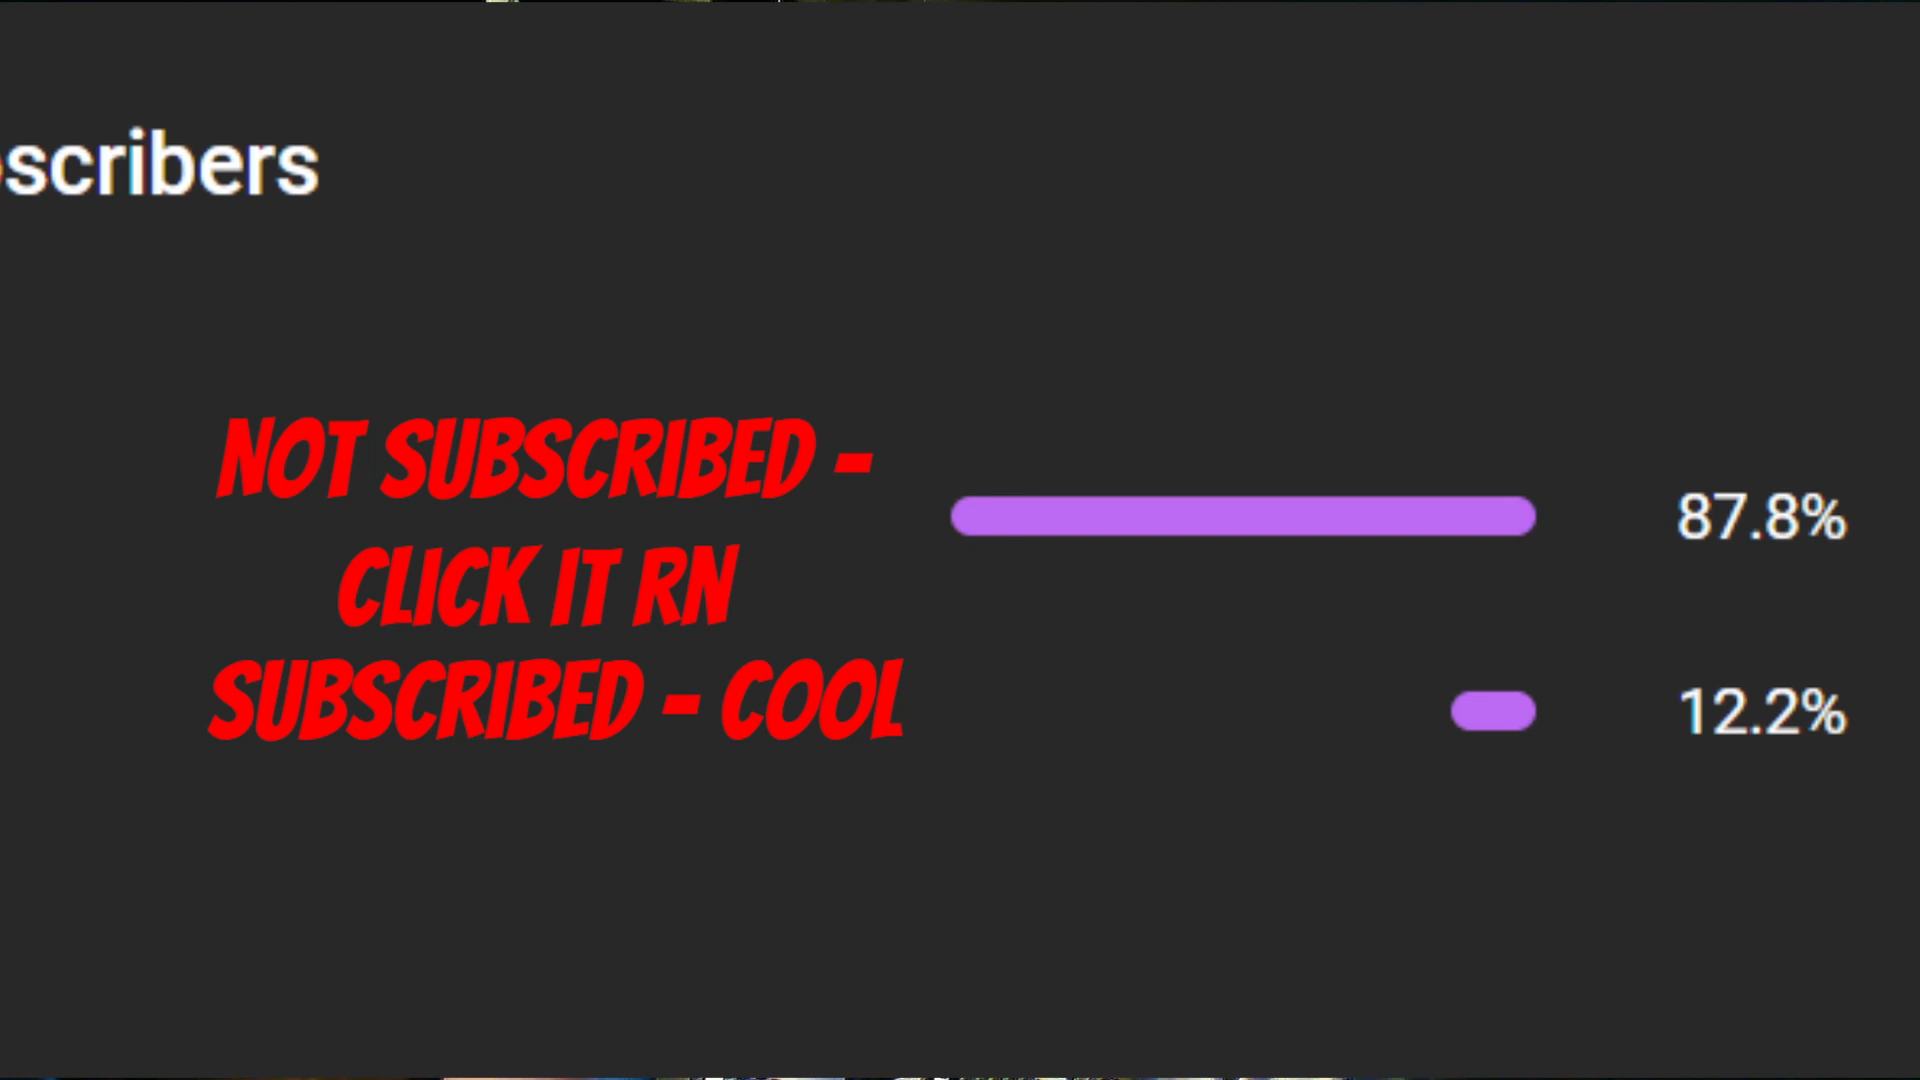 scribers
NOT SUBSCRIBED -
87.8%
CLICK IT RN
SUBSCRIBED - COOL
12.2%